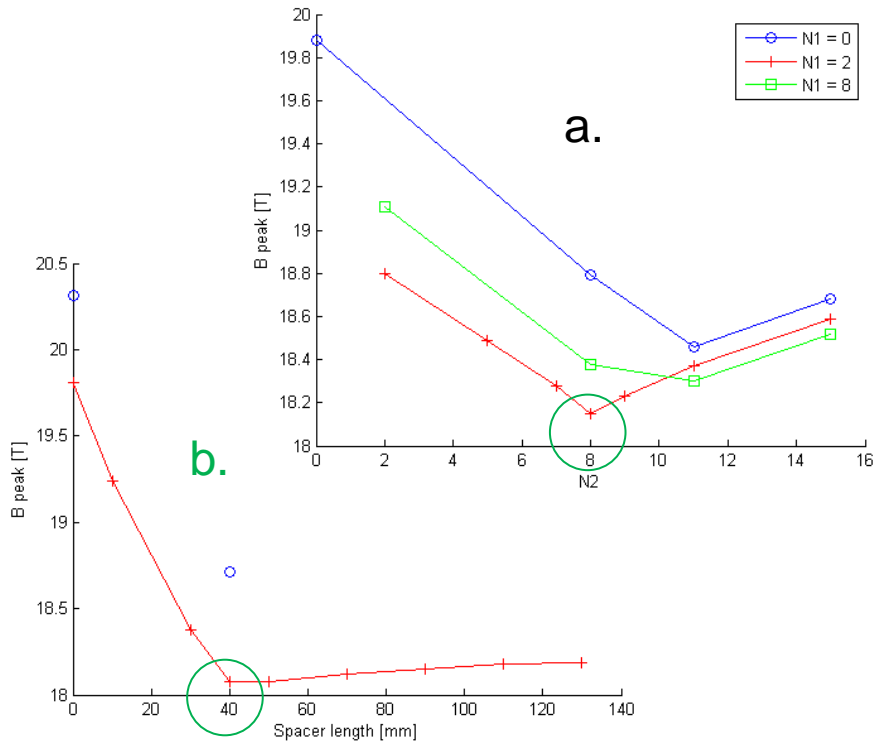 20
19.8
19.6
19.4
19.2
19
18.8
18.6
18.4
18.2
18
B peak [T]
0 2 4 6 8 10 12 14 16
N2
N1 = 0
N1 = 2
N1 = 8
a.
20.5
20
19.5
19
18.5
18
B peak [T]
b.
0 20 40 60 80 100 120 140
Spacer length [mm]